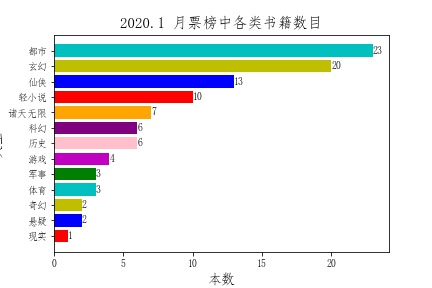 2020.1 月票榜中各类书籍数目
都市 23
玄幻 20
仙侠 13
轻小说 10
诸天无限 7
科幻 6
历史 6
游戏 4
军事 3
体育 3
奇幻 2
悬疑 2
现实 1
0 5 10 15 20
本数